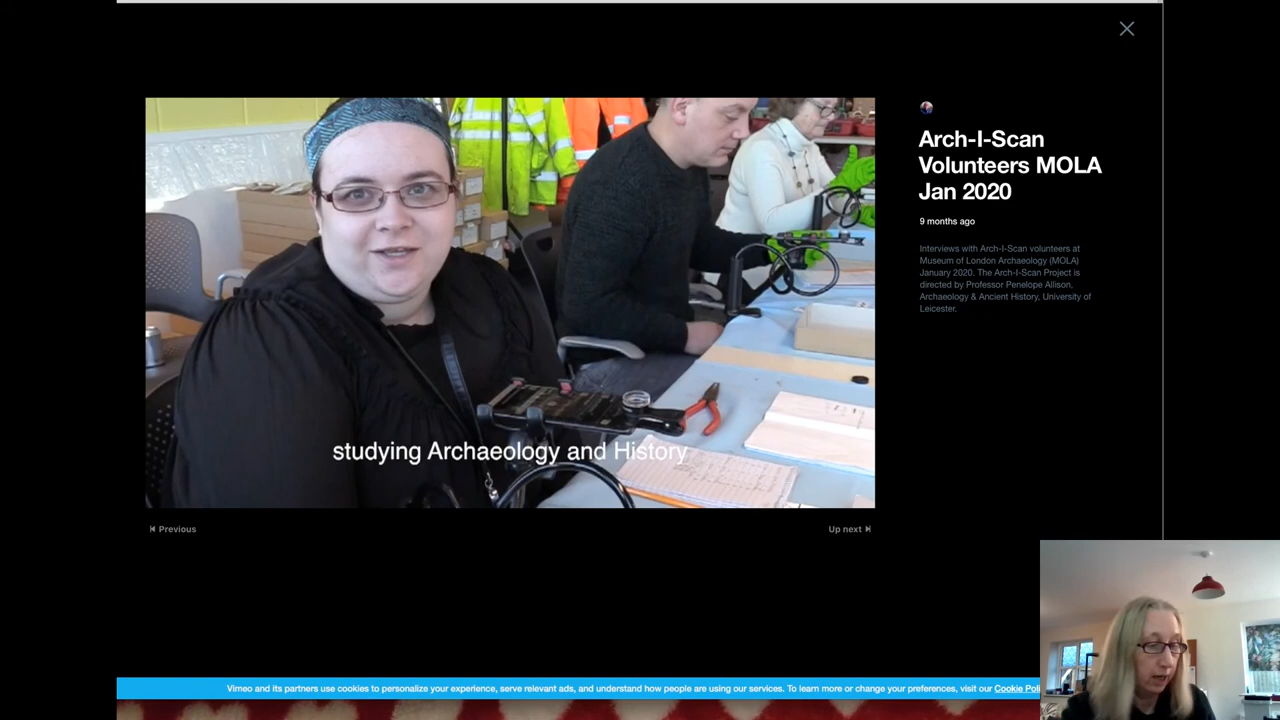 Arch-I-Scan
Volunteers MOLA
Jan 2020
9 months ago
Interviews with Arch-I-Scan volunteers at
Museum of London Archaeology (MOLA)
January 2020. The Arch-I-Scan Project is
directed by Professor Penelope Allison,
Archaeology & Ancient History, University of
Leicester.
studying Archaeology and History
Previous
Up next
Vimeo and its partners use cookies to personalize your experience, serve relevant ads, and understand how people are using our services. To learn more or change your preferences, visit our Cookie